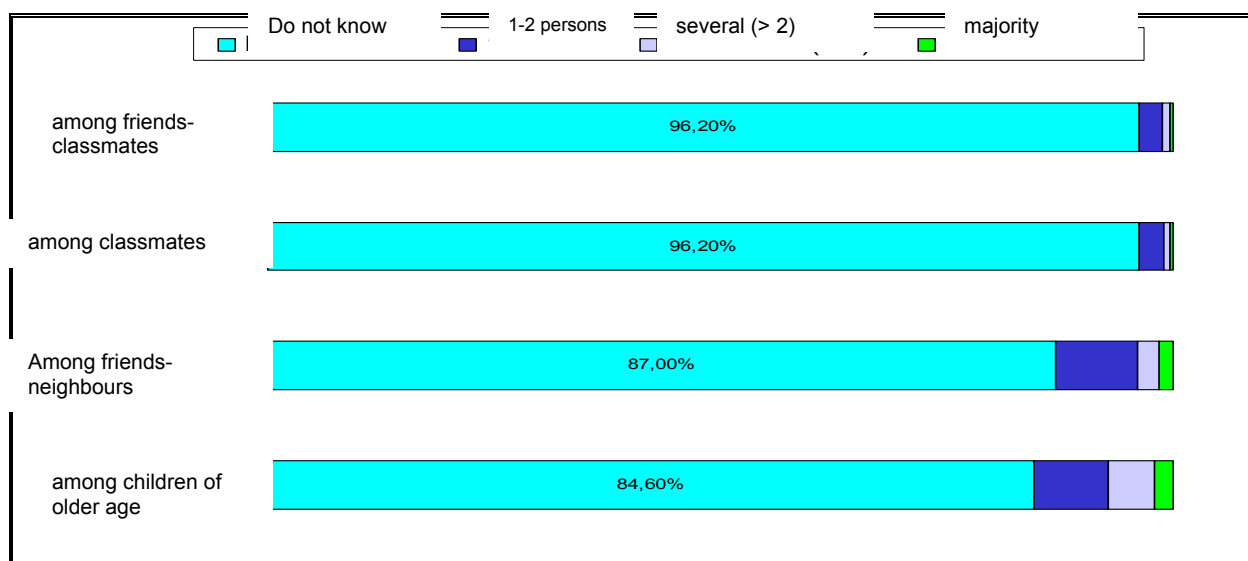 Do not know 1-2 persons several (> 2) majority
among friends-
classmates
96,20%
among classmates
96,20%
Among friends-
neighbours
87,00%
among children of
older age
84,60%